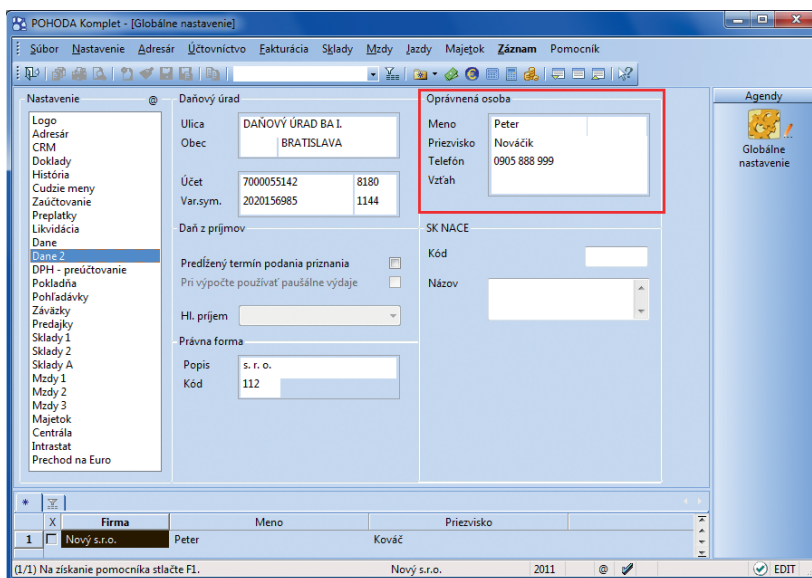 POHODA Komplet - [Globálne nastavenie]
Súbor Nastavenie Adresár Účtovníctvo Fakturácia Sklady Mzdy Jazdy Majetok Záznam Pomocník
Nastavenie @
Logo
Adresár
CRM
Doklady
História
Cudzie meny
Zaúčtovanie
Preplatky
Likvidácia
Dane
Dane 2
DPH - preúčtovanie
Pokladňa
Pohľadávky
Záväzky
Predajky
Sklady 1
Sklady 2
Sklady A
Mzdy 1
Mzdy 2
Mzdy 3
Majetok
Centrála
Intrastat
Prechod na Euro
Daňový úrad
Ulica DAŇOVÝ ÚRAD BA I.
Obec BRATISLAVA
Účet 7000055142 8180
Var.sym. 2020156985 1144
Daň z príjmov
Predĺžený termín podania priznania
Pri výpočte používať paušálne výdaje
Hl. príjem
Právna forma
Popis s. r. o.
Kód 112
Oprávnená osoba
Meno Peter
Priezvisko Nováčik
Telefón 0905 888 999
Vzťah
SK NACE
Kód
Názov
Agendy
Globálne
nastavenie
X Firma Meno Priezvisko
1 Nový s.r.o. Peter Kováč
(1/1) Na získanie pomocníka stlačte F1. Nový s.r.o. 2011 @ EDIT